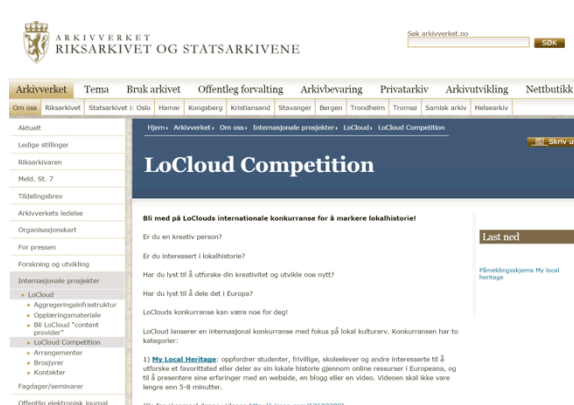 ARKIVVERKET
RIKSARKIVET OG STATSARKIVENE
Søk arkivverket.no
SØK
Arkivverket Tema Bruk arkivet Offentleg forvalting Arkivbevaring Privatarkiv Arkivutvikling Nettbutikk
Om oss Riksarkivet Statsarkivet i: Oslo Hamar Kongsberg Kristiansand Stavanger Bergen Trondheim Tromsø Samisk arkiv Helsearkiv
Aktuelt
Ledige stillinger
Riksarkivaren
Meld. St. 7
Tildelingsbrev
Arkivverkets ledelse
Organisasjonskart
For pressen
Forskning og utvikling
Internasjonale prosjekter
LoCloud
Aggregeringsinfrastruktur
Opplæringsmateriale
Bli LoCloud "content
provider"
LoCloud Competition
Arrangementer
Brosjyrer
Kontakter
Fagdager/seminarer
Offentlig elektronisk journal
Hjem› Arkivverket› Om oss› Internasjonale prosjekter› LoCloud› LoCloud Competition
Skriv u
LoCloud Competition
Bli med på LoClouds internationale konkurranse for å markere lokalhistorie!
Er du en kreativ person?
Er du interessert i lokalhistorie?
Har du lyst til å utforske din kreativitet og utvikle noe nytt?
Har du lyst til å dele det i Europa?
LoClouds konkurranse kan være noe for deg!
LoCloud lanserer en internasjonal konkurranse med fokus på lokal kulturarv. Konkurransen har to
kategorier:
1) My Local Heritage: oppfordrer studenter, frivillige, skoleelever og andre interesserte til å
utforske et favorittsted eller deler av sin lokale historie gjennom online ressurser i Europeana, og
til å presentere sine erfaringer med en webside, en blogg eller en video. Videoen skal ikke vare
lengre enn 5-8 minutter.
Last ned
Påmeldingsskjema My local
heritage